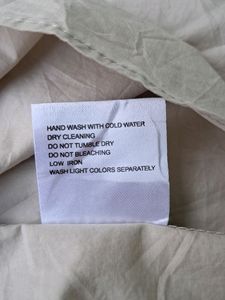 HAND WASH WITH COLD WATER
DRY CLEANING
DO NOT TUMBLE DRY
DO NOT BLEACHING
LOW IRON
WASH LIGHT COLORS SEPARATELY